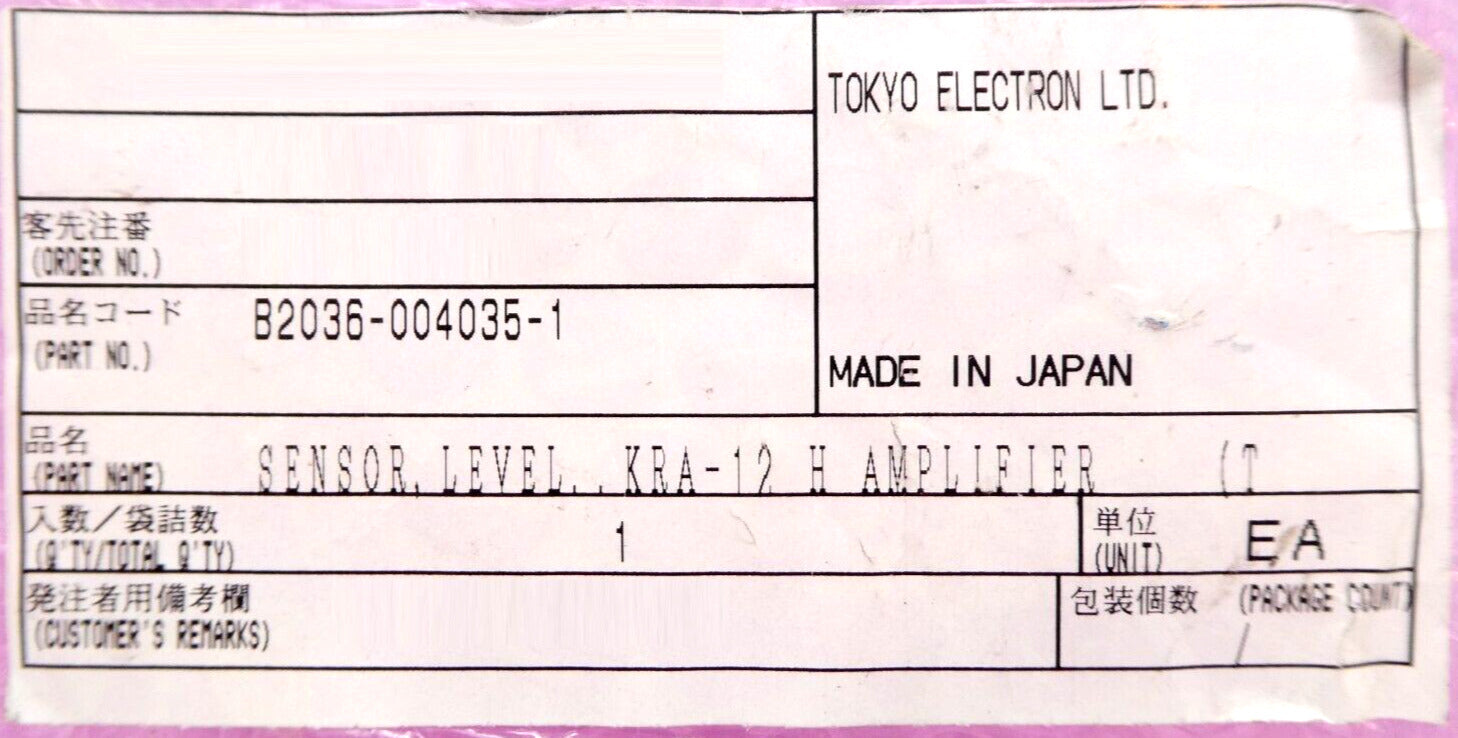 TOKYO ELECTRON LTD.
客先注番
(ORDER NO.)
品名コード B2036-004035-1
(PART NO.)
MADE IN JAPAN
品名
(PART NAME) SENSOR,LEVEL..KRA-12 H AMPLIFIER (T
入数/袋詰数 1 単位 EA
(Q'TY/TOTAL Q'TY) (UNIT)
発注者用備考欄 包装個数 (PACKAGE COUNT)
(CUSTOMER'S REMARKS) /